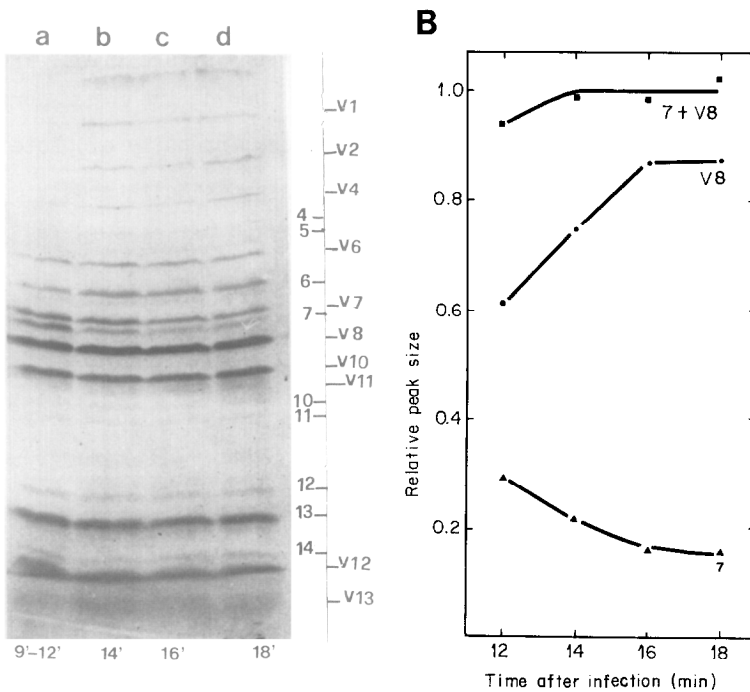 a b c d
V1
V2
V4
4
5
V6
6
V7
7
V8
V10
V11
10
11
12
13
14
V12
V13
9'–12' 14' 16' 18'
B
1.0
0.8
0.6
0.4
0.2
Relative peak size
7 + V8
V8
7
12 14 16 18
Time after infection (min)